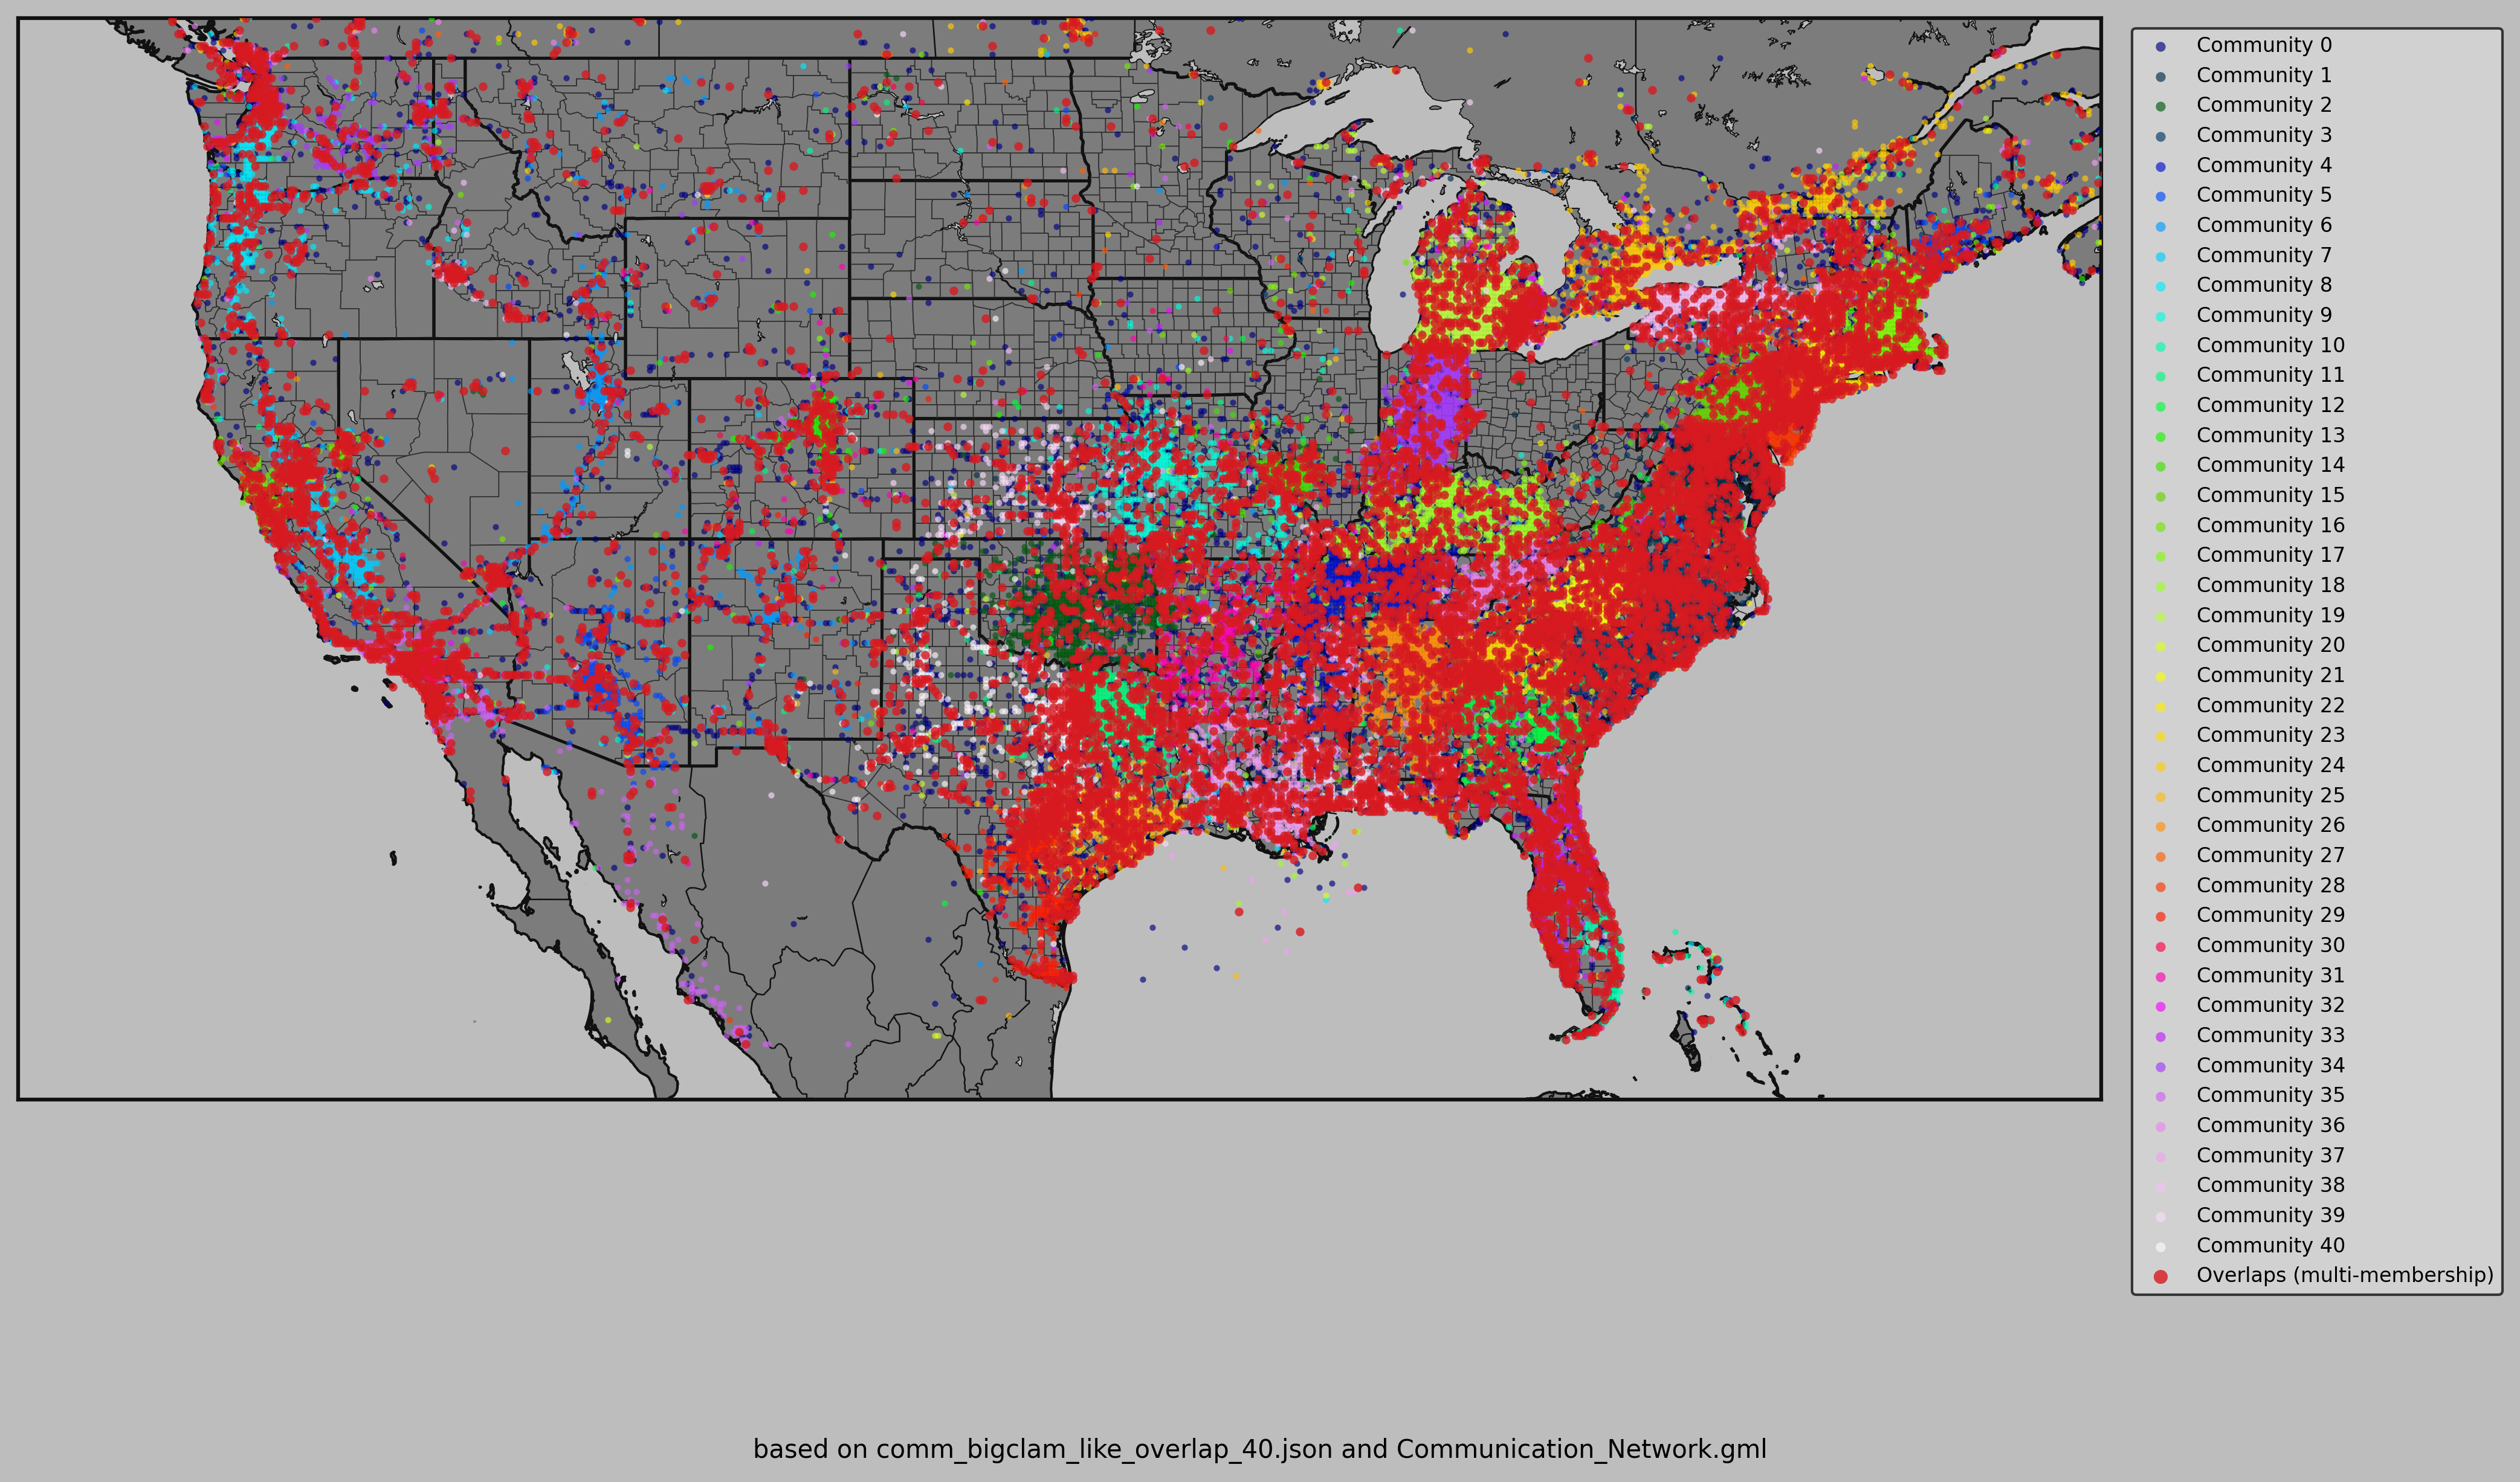 Community 0
Community 1
Community 2
Community 3
Community 4
Community 5
Community 6
Community 7
Community 8
Community 9
Community 10
Community 11
Community 12
Community 13
Community 14
Community 15
Community 16
Community 17
Community 18
Community 19
Community 20
Community 21
Community 22
Community 23
Community 24
Community 25
Community 26
Community 27
Community 28
Community 29
Community 30
Community 31
Community 32
Community 33
Community 34
Community 35
Community 36
Community 37
Community 38
Community 39
Community 40
Overlaps (multi-membership)
based on comm_bigclam_like_overlap_40.json and Communication_Network.gml